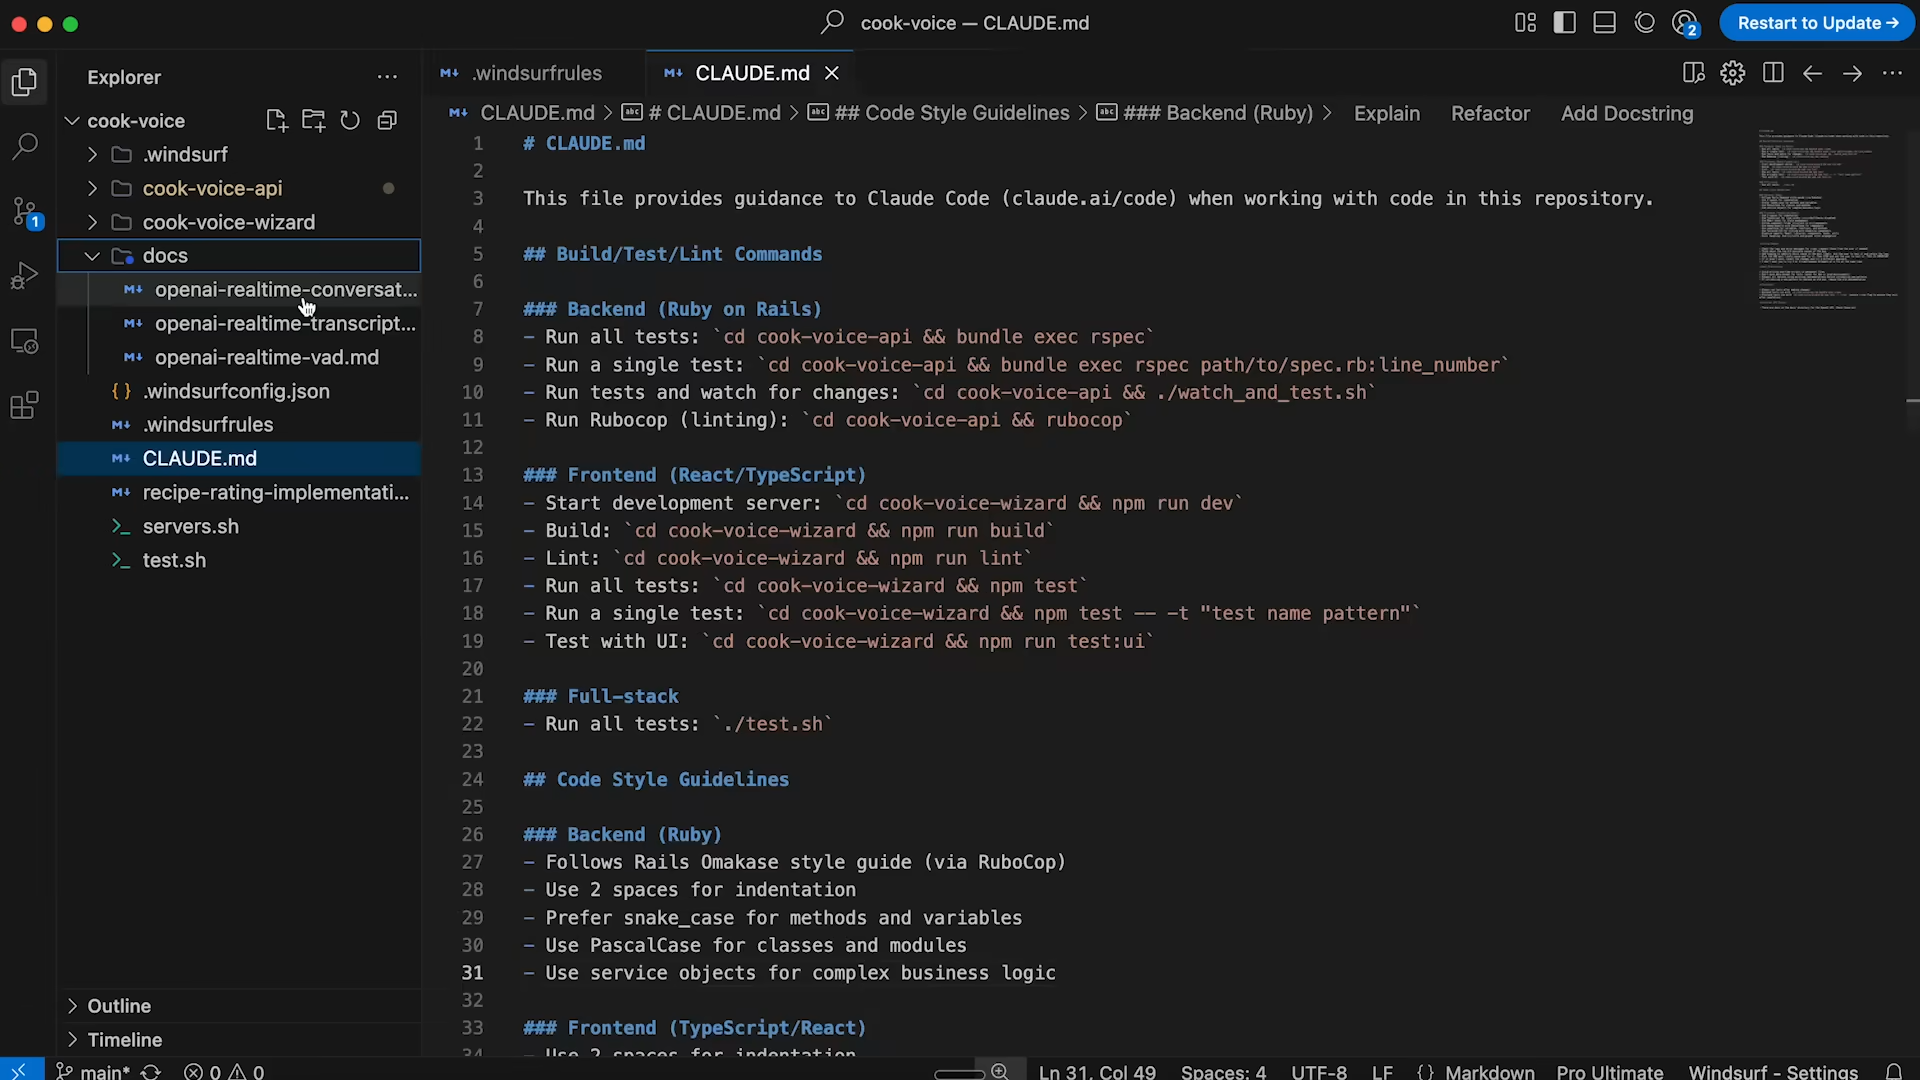 cook-voice — CLAUDE.md
2
Restart to Update →
Explorer
cook-voice
.windsurf
cook-voice-api
cook-voice-wizard
docs
openai-realtime-conversat...
openai-realtime-transcript...
openai-realtime-vad.md
{} .windsurfconfig.json
.windsurfrules
CLAUDE.md
recipe-rating-implementati...
servers.sh
test.sh
Outline
Timeline
1
.windsurfrules
CLAUDE.md
CLAUDE.md > # CLAUDE.md > ## Code Style Guidelines > ### Backend (Ruby) > Explain Refactor Add Docstring
1 # CLAUDE.md
2
3 This file provides guidance to Claude Code (claude.ai/code) when working with code in this repository.
4
5 ## Build/Test/Lint Commands
6
7 ### Backend (Ruby on Rails)
8 - Run all tests: `cd cook-voice-api && bundle exec rspec`
9 - Run a single test: `cd cook-voice-api && bundle exec rspec path/to/spec.rb:line_number`
10 - Run tests and watch for changes: `cd cook-voice-api && ./watch_and_test.sh`
11 - Run Rubocop (linting): `cd cook-voice-api && rubocop`
12
13 ### Frontend (React/TypeScript)
14 - Start development server: `cd cook-voice-wizard && npm run dev`
15 - Build: `cd cook-voice-wizard && npm run build`
16 - Lint: `cd cook-voice-wizard && npm run lint`
17 - Run all tests: `cd cook-voice-wizard && npm test`
18 - Run a single test: `cd cook-voice-wizard && npm test -- -t "test name pattern"`
19 - Test with UI: `cd cook-voice-wizard && npm run test:ui`
20
21 ### Full-stack
22 - Run all tests: `./test.sh`
23
24 ## Code Style Guidelines
25
26 ### Backend (Ruby)
27 - Follows Rails Omakase style guide (via RuboCop)
28 - Use 2 spaces for indentation
29 - Prefer snake_case for methods and variables
30 - Use PascalCase for classes and modules
31 - Use service objects for complex business logic
32
33 ### Frontend (TypeScript/React)
34 - Use 2 spaces for indentation
main* 0 0 Ln 31, Col 49 Spaces: 4 UTF-8 LF {} Markdown Pro Ultimate Windsurf - Settings